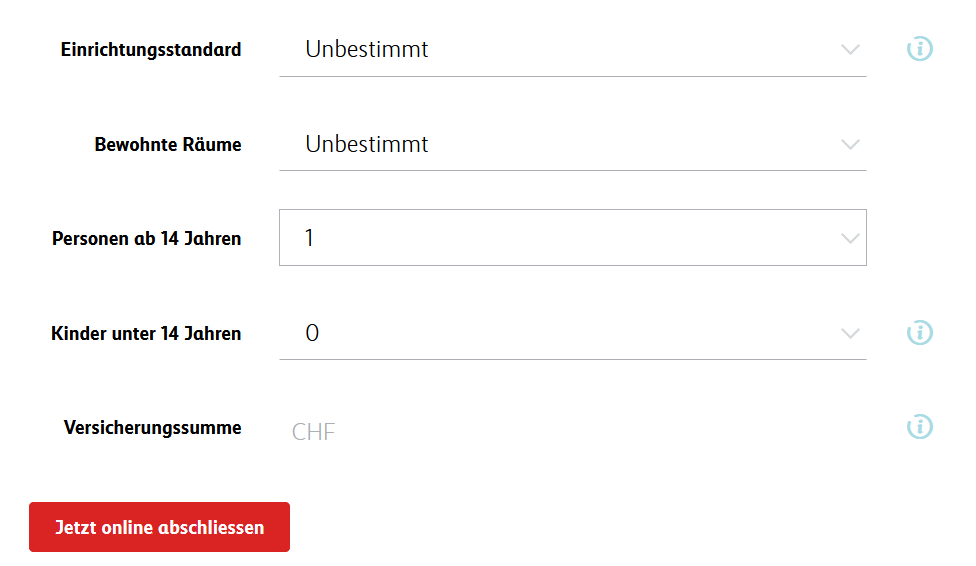 Einrichtungsstandard Unbestimmt
Bewohnte Räume Unbestimmt
Personen ab 14 Jahren 1
Kinder unter 14 Jahren 0
Versicherungssumme CHF
Jetzt online abschliessen